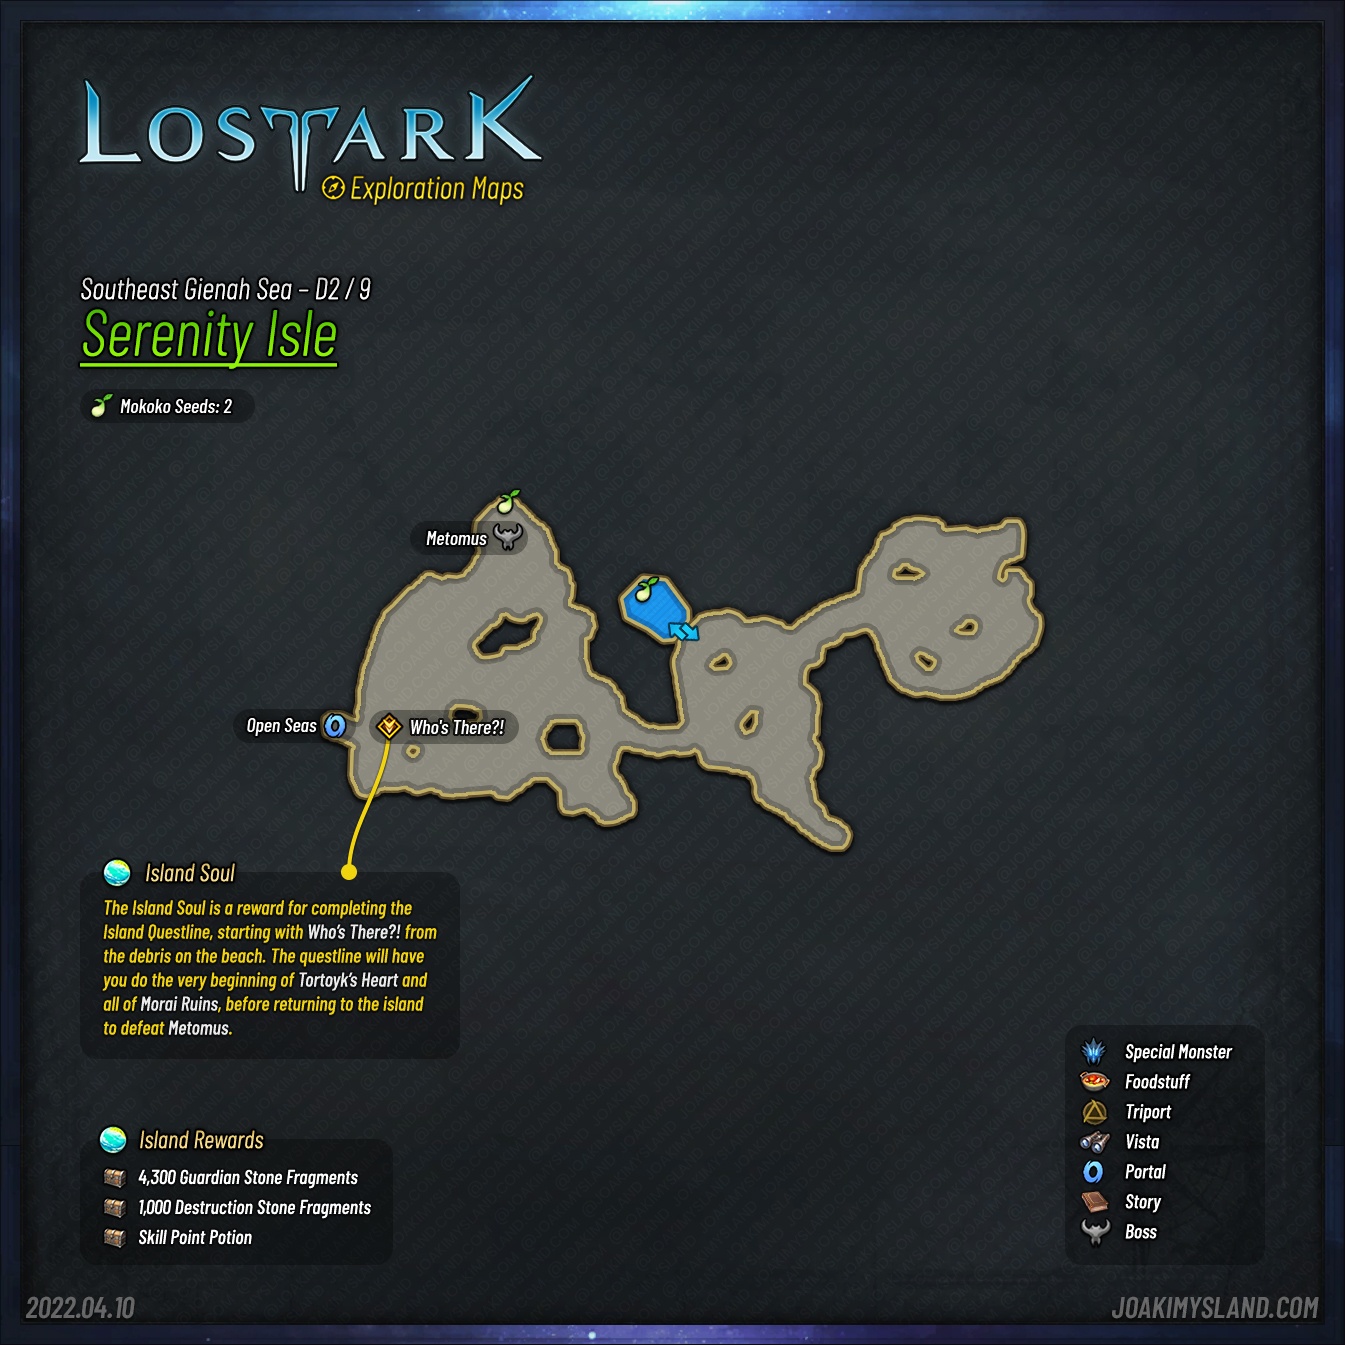 LOST ARK
Exploration Maps
Southeast Gienah Sea – D2 / 9
Serenity Isle
Mokoko Seeds: 2
Metomus
Open Seas
Who's There?!
Island Soul
The Island Soul is a reward for completing the
Island Questline, starting with Who's There?! from
the debris on the beach. The questline will have
you do the very beginning of Tortoyk's Heart and
all of Morai Ruins, before returning to the island
to defeat Metomus.
Island Rewards
4,300 Guardian Stone Fragments
1,000 Destruction Stone Fragments
Skill Point Potion
Special Monster
Foodstuff
Triport
Vista
Portal
Story
Boss
2022.04.10
JOAKIMYSLAND.COM